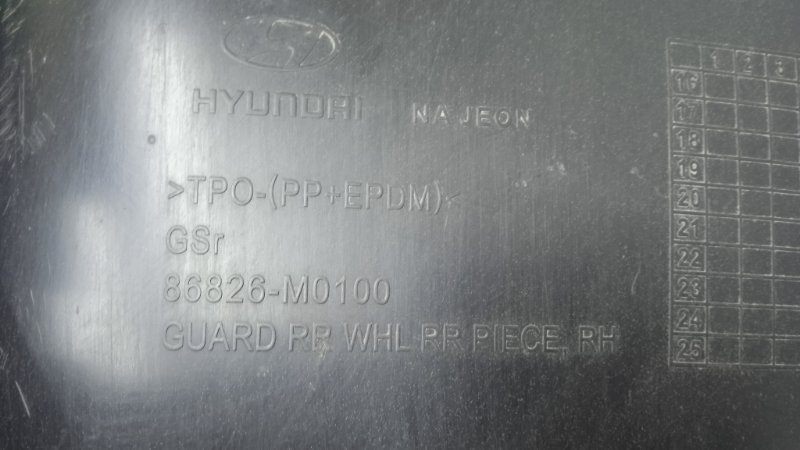 HYUNDAI NA JEON
>TPO-(PP+EPDM)<
GSr
86826-M0100
GUARD RR WHL RR PIECE, RH
1 2 3
16
17
18
19
20
21
22
23
24
25